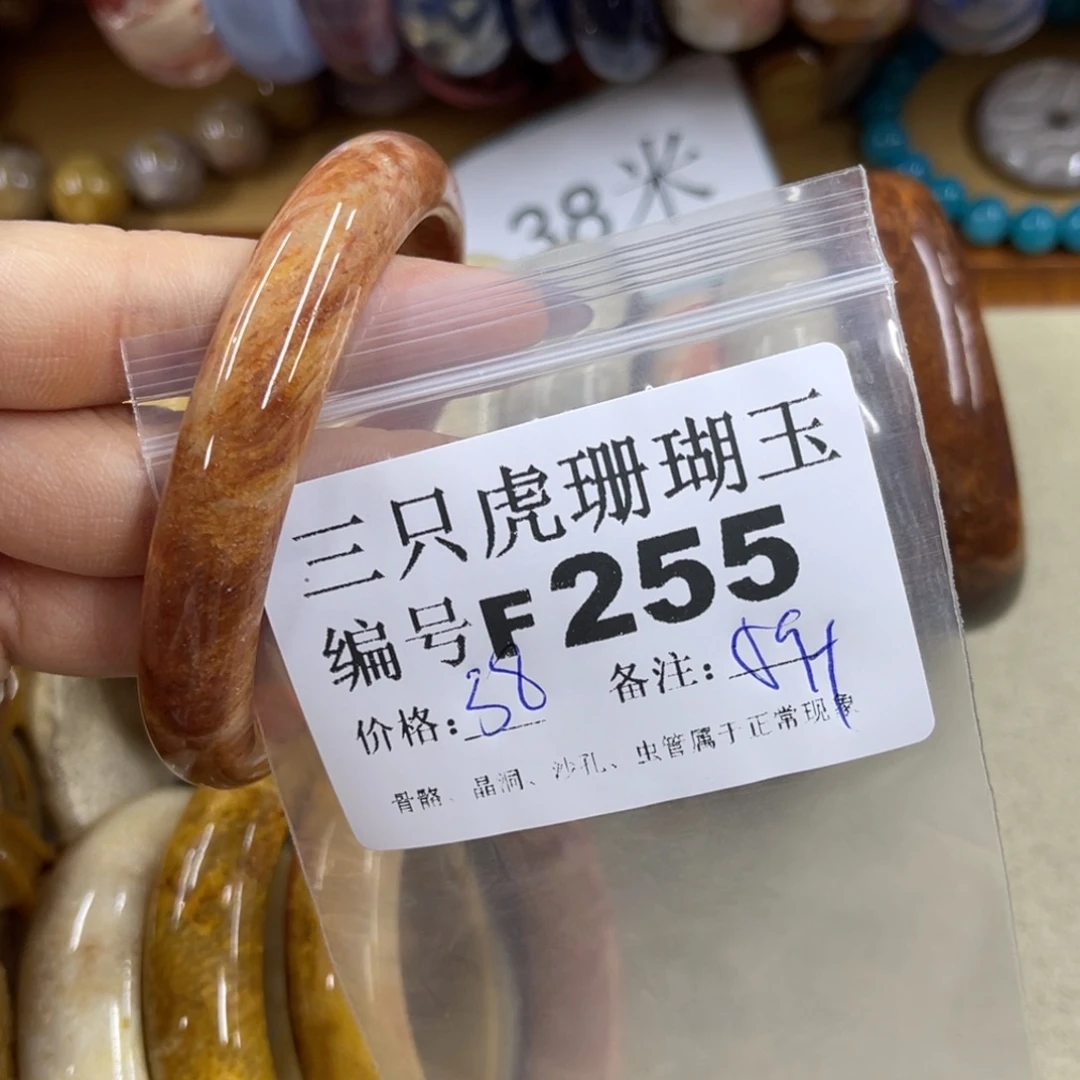 38米
三只虎珊瑚玉
编号F255
价格:38 备注:59
骨骼、晶洞、沙孔、虫管属于正常现象